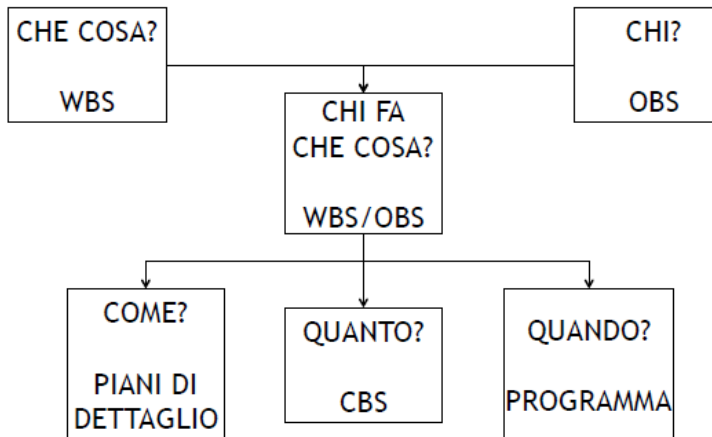 CHE COSA?
WBS
CHI?
OBS
CHI FA
CHE COSA?
WBS/OBS
COME?
PIANI DI
DETTAGLIO
QUANTO?
CBS
QUANDO?
PROGRAMMA